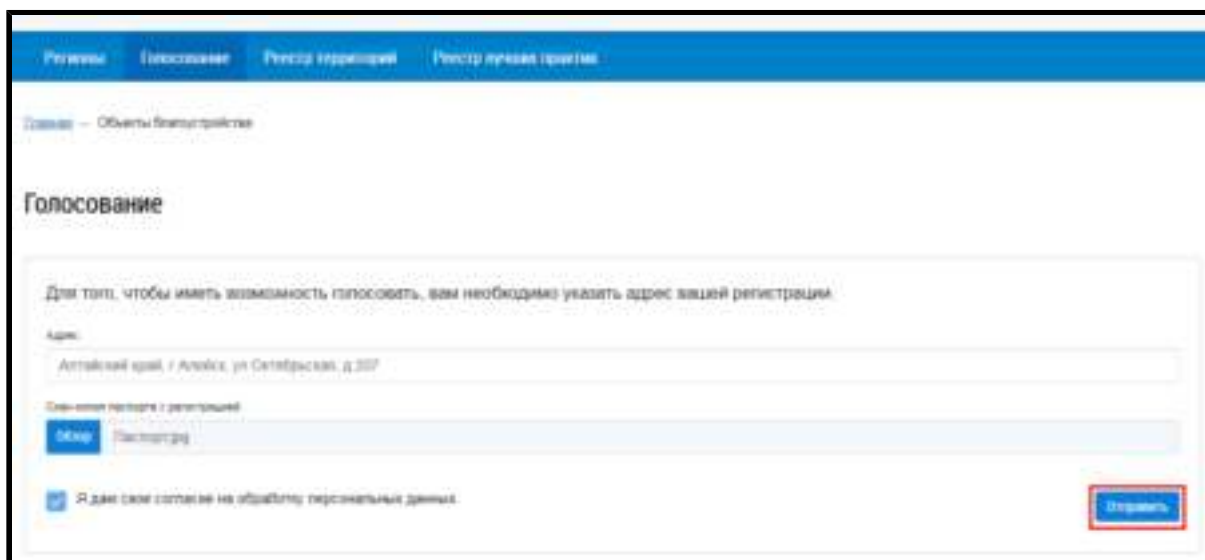 Регионы Голосование Реестр территорий Реестр лучших практик
Главная — Объекты благоустройства
Голосование
Для того, чтобы иметь возможность голосовать, вам необходимо указать адрес вашей регистрации
Адрес
Алтайский край, г Алейск, ул Октябрьская, д 207
Скан-копия паспорта с регистрацией
Обзор Паспорт.jpg
Я даю свое согласие на обработку персональных данных
Отправить